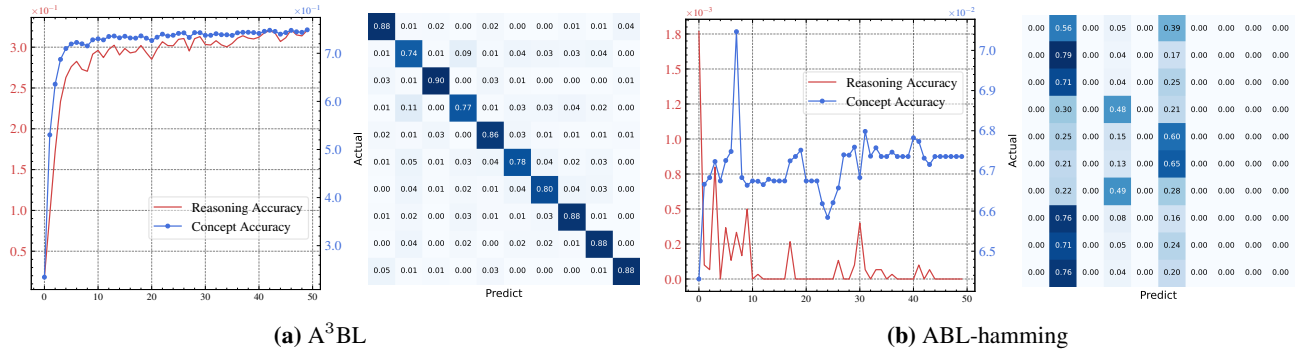 ×10⁻¹
×10⁻¹
3.0
2.5
2.0
1.5
1.0
0.5
7.0
6.0
5.0
4.0
3.0
0 10 20 30 40 50
Reasoning Accuracy
Concept Accuracy
Actual
0.88 0.01 0.02 0.00 0.02 0.01 0.01 0.01 0.01 0.04
0.01 0.74 0.01 0.09 0.01 0.04 0.03 0.02 0.04 0.01
0.03 0.01 0.90 0.01 0.03 0.00 0.01 0.00 0.00 0.01
0.01 0.11 0.00 0.77 0.01 0.03 0.03 0.04 0.02 0.00
0.02 0.01 0.03 0.00 0.86 0.03 0.01 0.02 0.01 0.01
0.01 0.05 0.01 0.03 0.04 0.78 0.04 0.02 0.03 0.00
0.00 0.04 0.01 0.02 0.02 0.04 0.80 0.04 0.03 0.00
0.01 0.02 0.00 0.01 0.02 0.01 0.03 0.88 0.01 0.00
0.00 0.04 0.00 0.02 0.00 0.02 0.01 0.01 0.88 0.00
0.05 0.01 0.01 0.00 0.01 0.00 0.00 0.01 0.01 0.88
Predict
(a) A³BL
×10⁻³
×10⁻²
1.8
1.5
1.2
0.9
0.6
0.3
0.0
7.0
6.8
6.7
6.6
6.5
0 10 20 30 40 50
Reasoning Accuracy
Concept Accuracy
Actual
0.00 0.56 0.00 0.05 0.00 0.39 0.00 0.00 0.00 0.00
0.00 0.79 0.00 0.04 0.00 0.17 0.00 0.00 0.00 0.00
0.00 0.71 0.00 0.04 0.00 0.25 0.00 0.00 0.00 0.00
0.00 0.30 0.00 0.48 0.00 0.21 0.00 0.00 0.00 0.00
0.00 0.25 0.00 0.15 0.00 0.60 0.00 0.00 0.00 0.00
0.00 0.21 0.00 0.13 0.00 0.65 0.00 0.00 0.00 0.00
0.00 0.22 0.00 0.49 0.00 0.28 0.00 0.00 0.00 0.00
0.00 0.76 0.00 0.08 0.00 0.16 0.00 0.00 0.00 0.00
0.00 0.71 0.00 0.05 0.00 0.24 0.00 0.00 0.00 0.00
0.00 0.76 0.00 0.04 0.00 0.20 0.00 0.00 0.00 0.00
Predict
(b) ABL-hamming